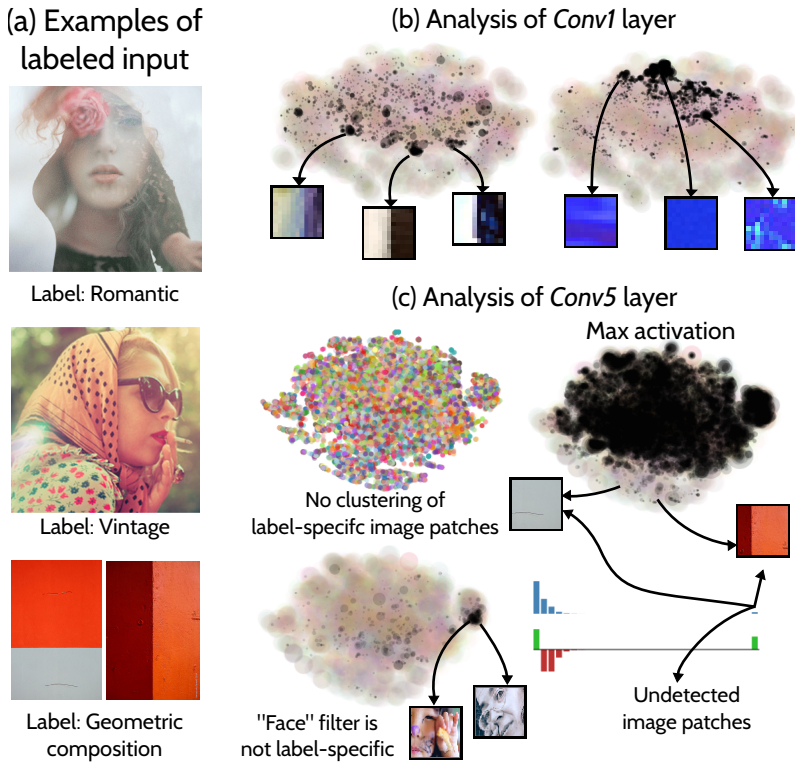 (a) Examples of
labeled input
Label: Romantic
Label: Vintage
Label: Geometric
composition
(b) Analysis of Conv1 layer
(c) Analysis of Conv5 layer
Max activation
No clustering of
label-specifc image patches
"Face" filter is
not label-specific
Undetected
image patches